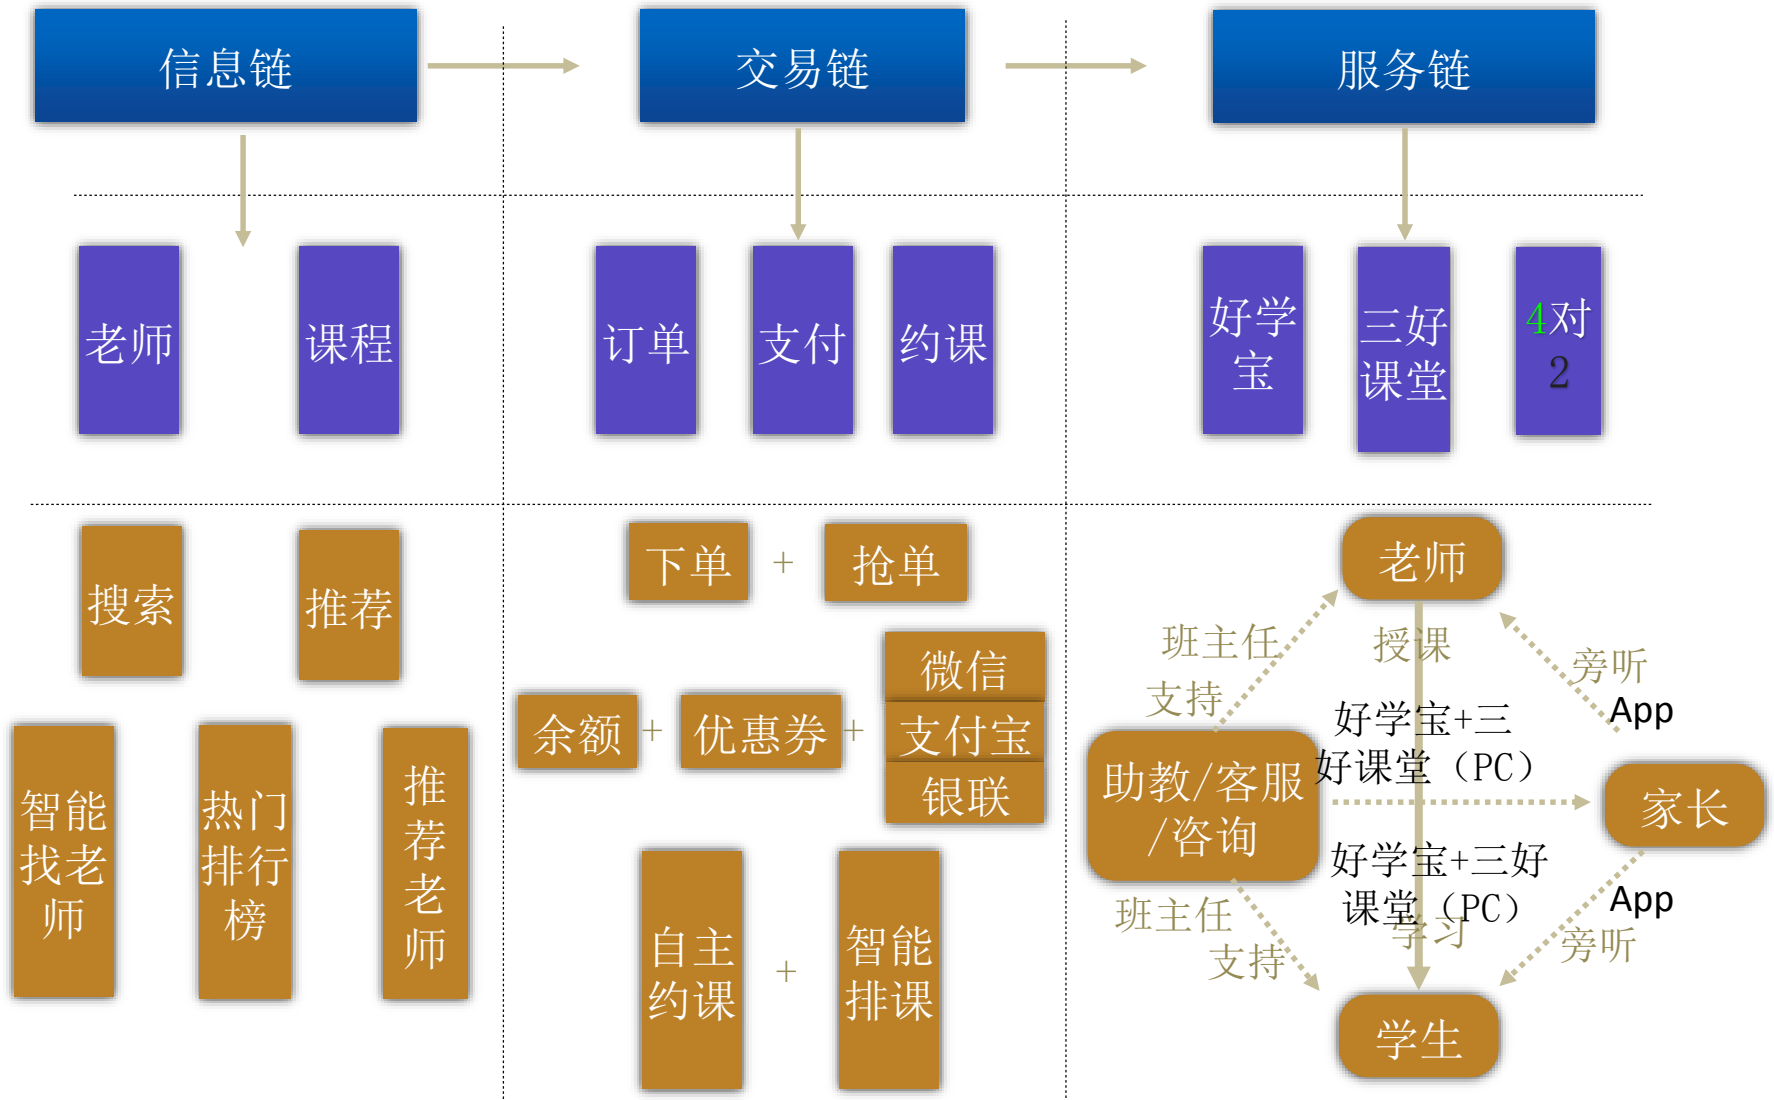 信息链
交易链
服务链
老师
课程
订单
支付
约课
好学
宝
三好
课堂
4对
2
搜索
推荐
智能
找老
师
热门
排行
榜
推
荐
老
师
下单
+
抢单
余额
+
优惠券
+
微信
支付宝
银联
自主
约课
+
智能
排课
老师
班主任
支持
授课
旁听
App
好学宝+三
好课堂（PC）
助教/客服
/咨询
家长
好学宝+三好
课堂（PC）
学习
班主任
支持
App
旁听
学生